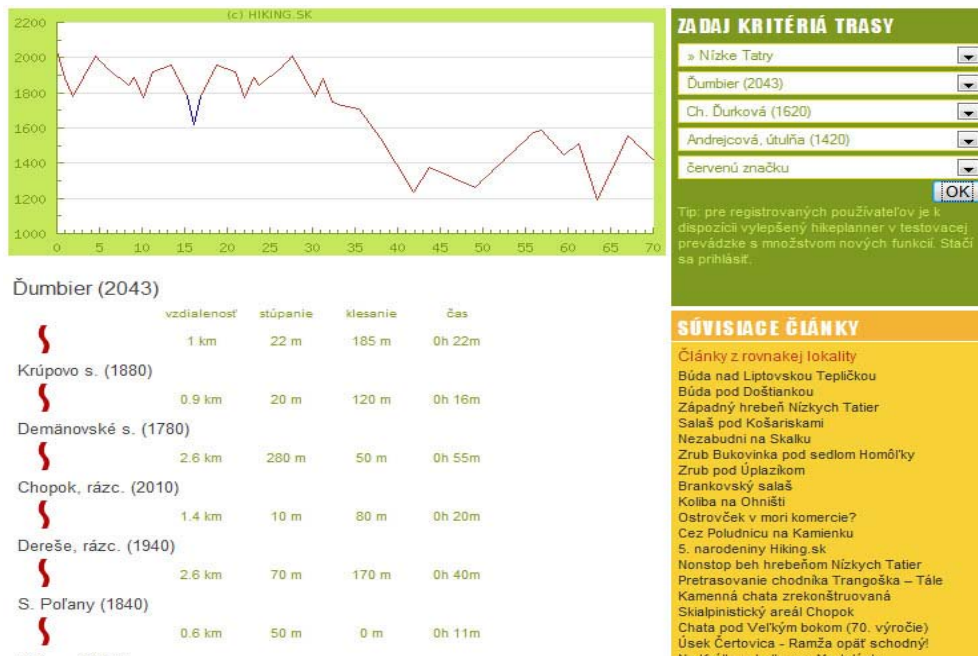 (c) HIKING.SK
2200
2000
1800
1600
1400
1200
1000
0 5 10 15 20 25 30 35 40 45 50 55 60 65 70
Ďumbier (2043)
vzdialenosť stúpanie klesanie čas
1 km 22 m 185 m 0h 22m
Krúpovo s. (1880)
0.9 km 20 m 120 m 0h 16m
Demänovské s. (1780)
2.6 km 280 m 50 m 0h 55m
Chopok, rázc. (2010)
1.4 km 10 m 80 m 0h 20m
Dereše, rázc. (1940)
2.6 km 70 m 170 m 0h 40m
S. Poľany (1840)
0.6 km 50 m 0 m 0h 11m
ZADAJ KRITÉRIÁ TRASY
» Nízke Tatry
Ďumbier (2043)
Ch. Ďurková (1620)
Andrejcová, útulňa (1420)
červenú značku
OK
Tip: pre registrovaných používateľov je k
dispozícii vylepšený hikeplanner v testovacej
prevádzke s množstvom nových funkcií. Stačí
sa prihlásiť.
SÚVISIACE ČLÁNKY
Články z rovnakej lokality
Búda nad Liptovskou Tepličkou
Búda pod Doštiankou
Západný hrebeň Nízkych Tatier
Salaš pod Košariskami
Nezabudni na Skalku
Zrub Bukovinka pod sedlom Homôľky
Zrub pod Úplazíkom
Brankovský salaš
Koliba na Ohništi
Ostrovček v mori komercie?
Cez Poludnicu na Kamienku
5. narodeniny Hiking.sk
Nonstop beh hrebeňom Nízkych Tatier
Pretrasovanie chodníka Trangoška – Tále
Kamenná chata zrekonštruovaná
Skialpinistický areál Chopok
Chata pod Veľkým bokom (70. výročie)
Úsek Čertovica - Ramža opäť schodný!